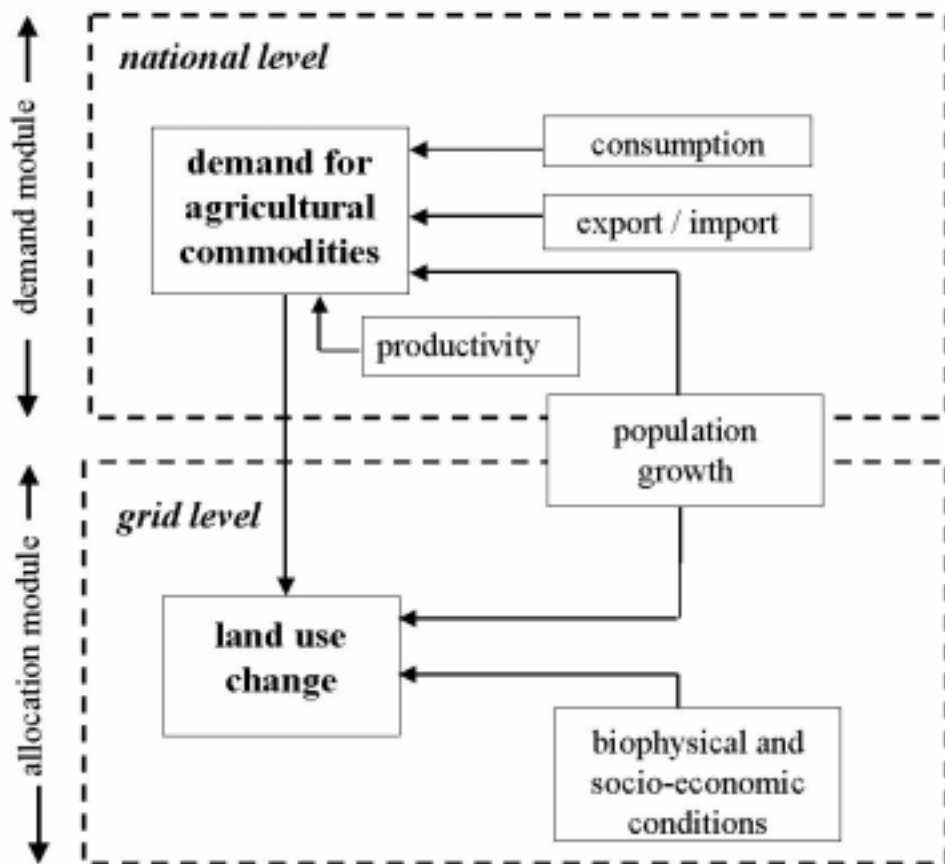 national level
demand module
demand for
agricultural
commodities
consumption
export / import
productivity
population
growth
grid level
allocation module
land use
change
biophysical and
socio-economic
conditions